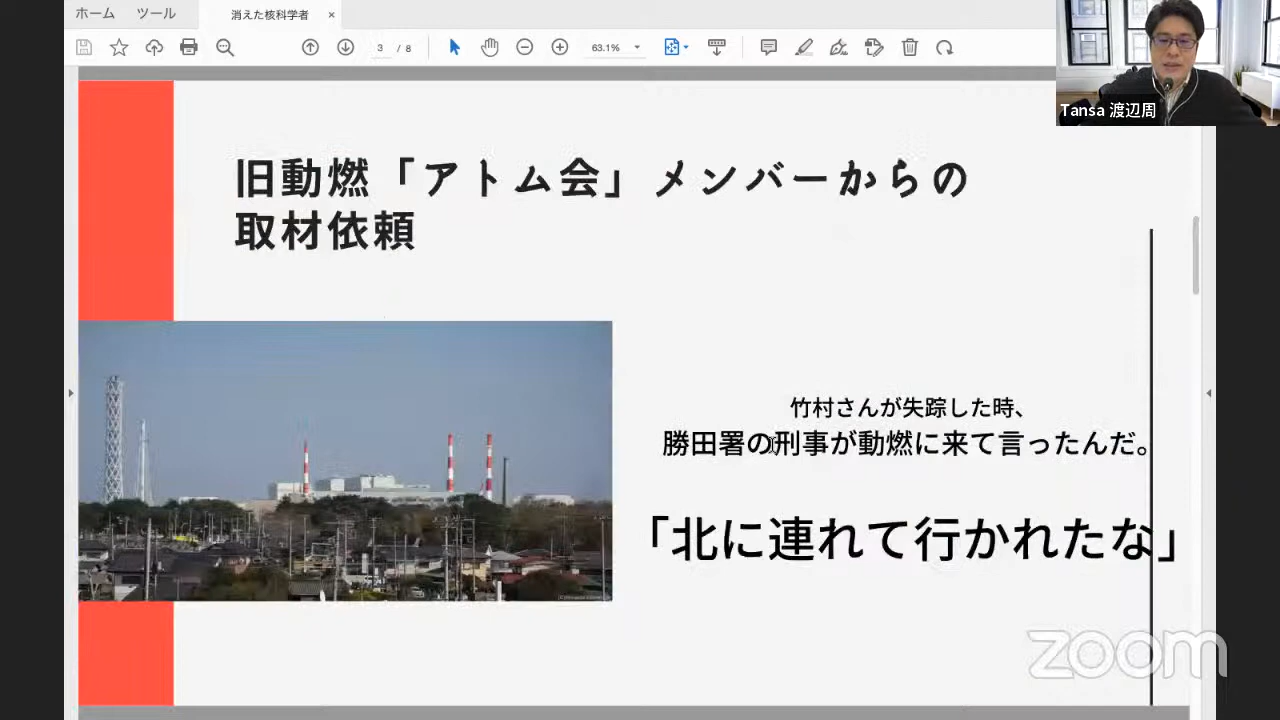 ホーム ツール 消えた核科学者 ×
3 / 8 63.1%
Tansa 渡辺周
旧動燃「アトム会」メンバーからの
取材依頼
竹村さんが失踪した時、
勝田署の刑事が動燃に来て言ったんだ。
「北に連れて行かれたな」
zoom